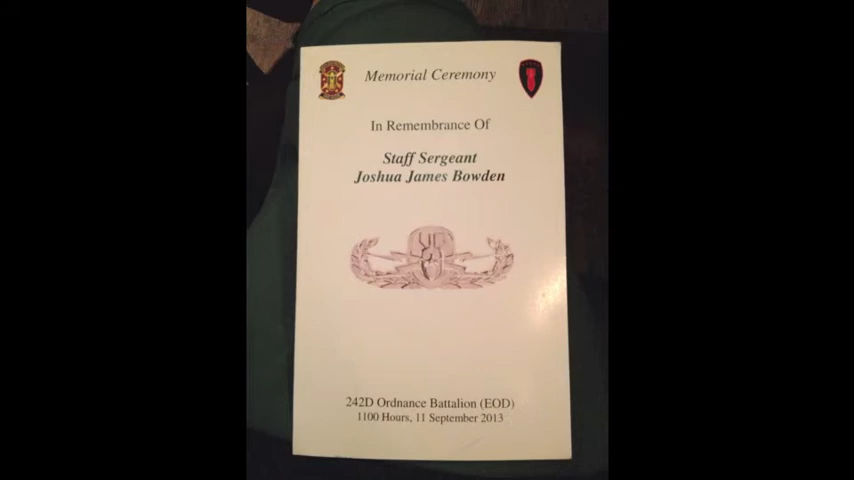 Memorial Ceremony
In Remembrance Of
Staff Sergeant
Joshua James Bowden
242D Ordnance Battalion (EOD)
1100 Hours, 11 September 2013